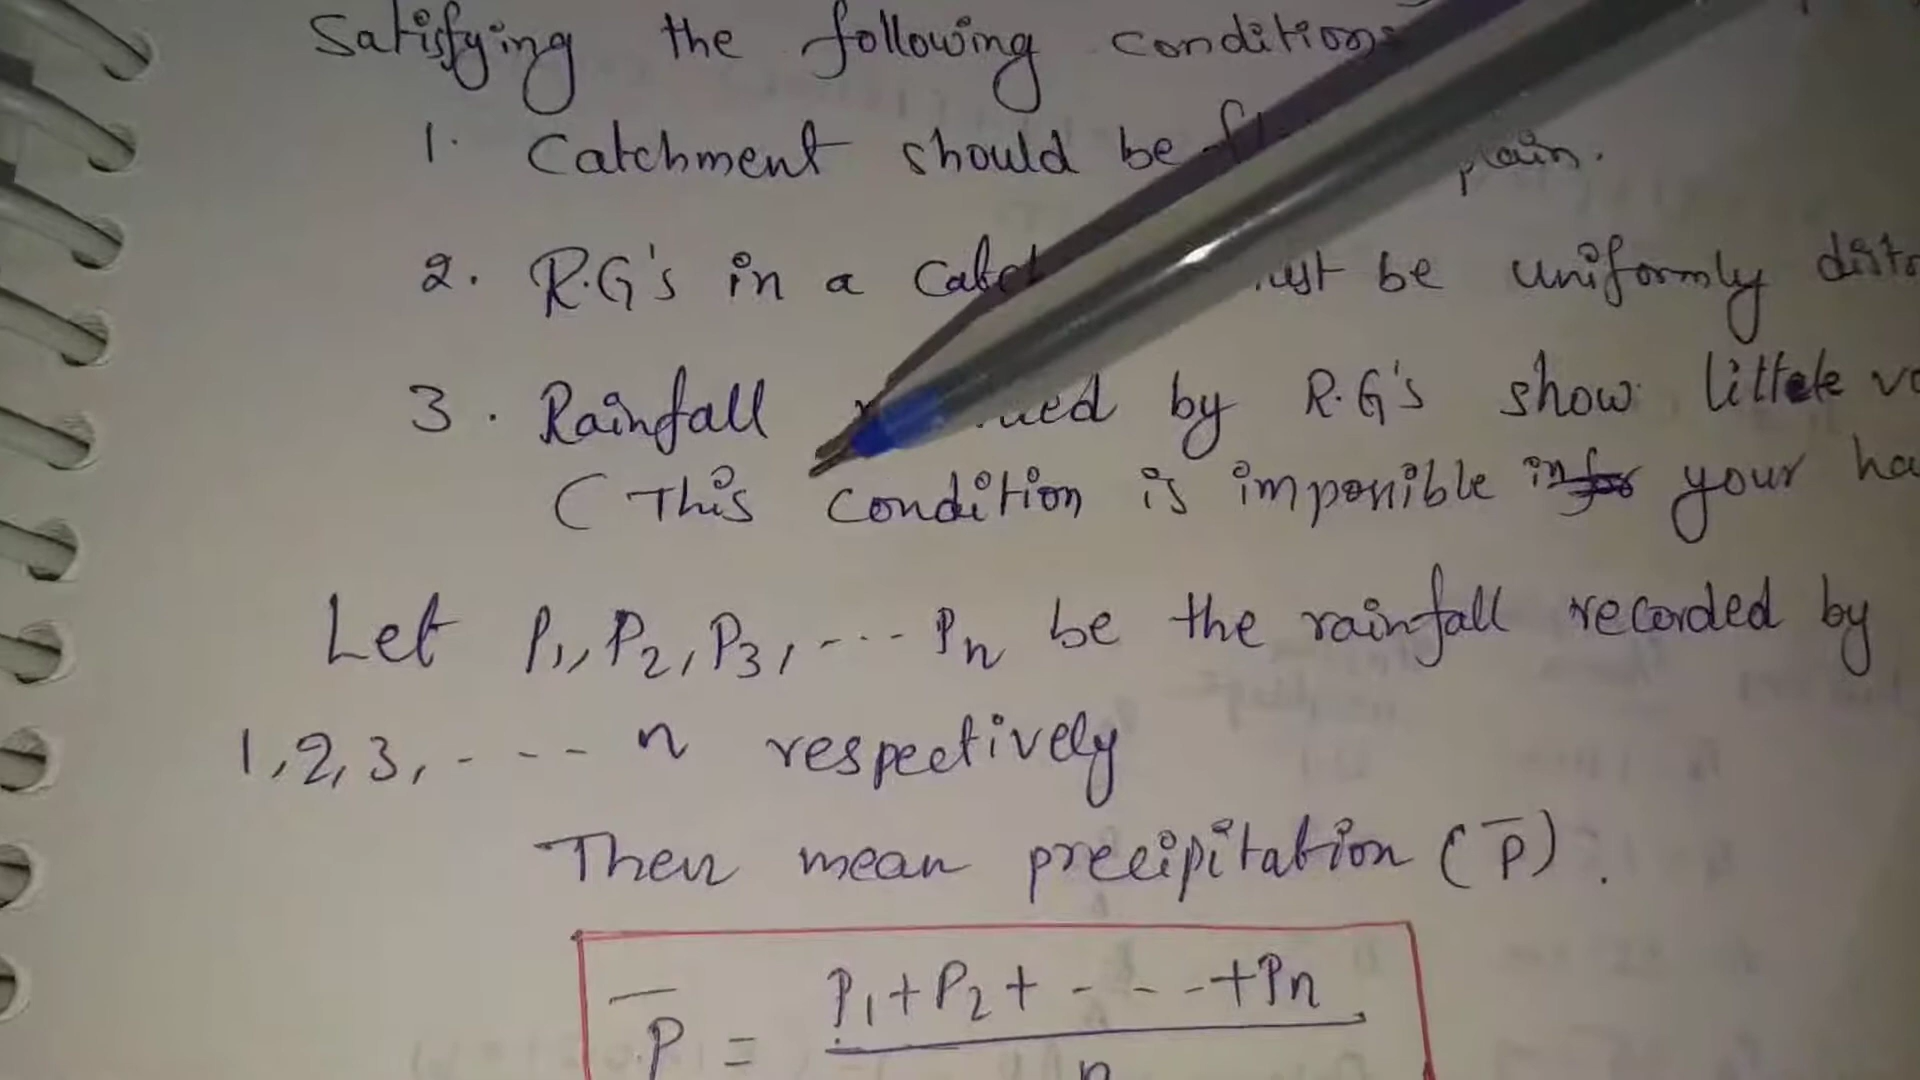 Satisfying the following conditions
1. Catchment should be
2. R.G's in a be uniformly
3. Rainfall by R.G's show littele
(This condition is impossible in your
Let P1, P2, P3, ---- Pn be the rainfall recorded by
1, 2, 3, - - - - n respectively
Then mean precipitation (P̅).
P̅ = P1+P2+ - - - -+Pn
n